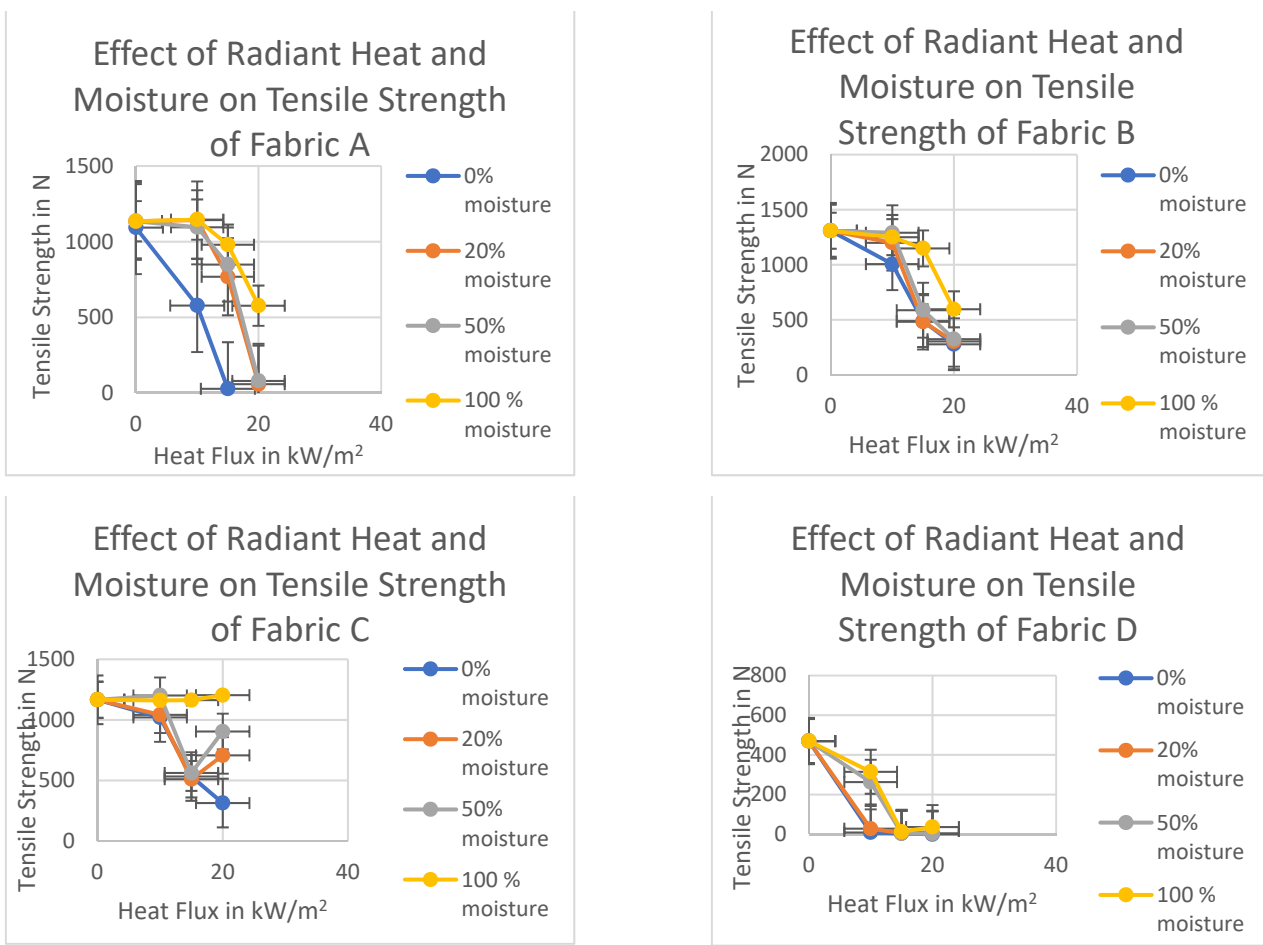 Effect of Radiant Heat and
Moisture on Tensile Strength
of Fabric A
Tensile Strength in N
1500
1000
500
0
0
20
40
Heat Flux in kW/m²
0%
moisture
20%
moisture
50%
moisture
100 %
moisture
Effect of Radiant Heat and
Moisture on Tensile
Strength of Fabric B
Tensile Strength in N
2000
1500
1000
500
0
0
20
40
Heat Flux in kW/m²
0%
moisture
20%
moisture
50%
moisture
100 %
moisture
Effect of Radiant Heat and
Moisture on Tensile Strength
of Fabric C
Tensile Strength in N
1500
1000
500
0
0
20
40
Heat Flux in kW/m²
0%
moisture
20%
moisture
50%
moisture
100 %
moisture
Effect of Radiant Heat and
Moisture on Tensile
Strength of Fabric D
Tensile Strength in N
800
600
400
200
0
0
20
40
Heat Flux in kW/m²
0%
moisture
20%
moisture
50%
moisture
100 %
moisture